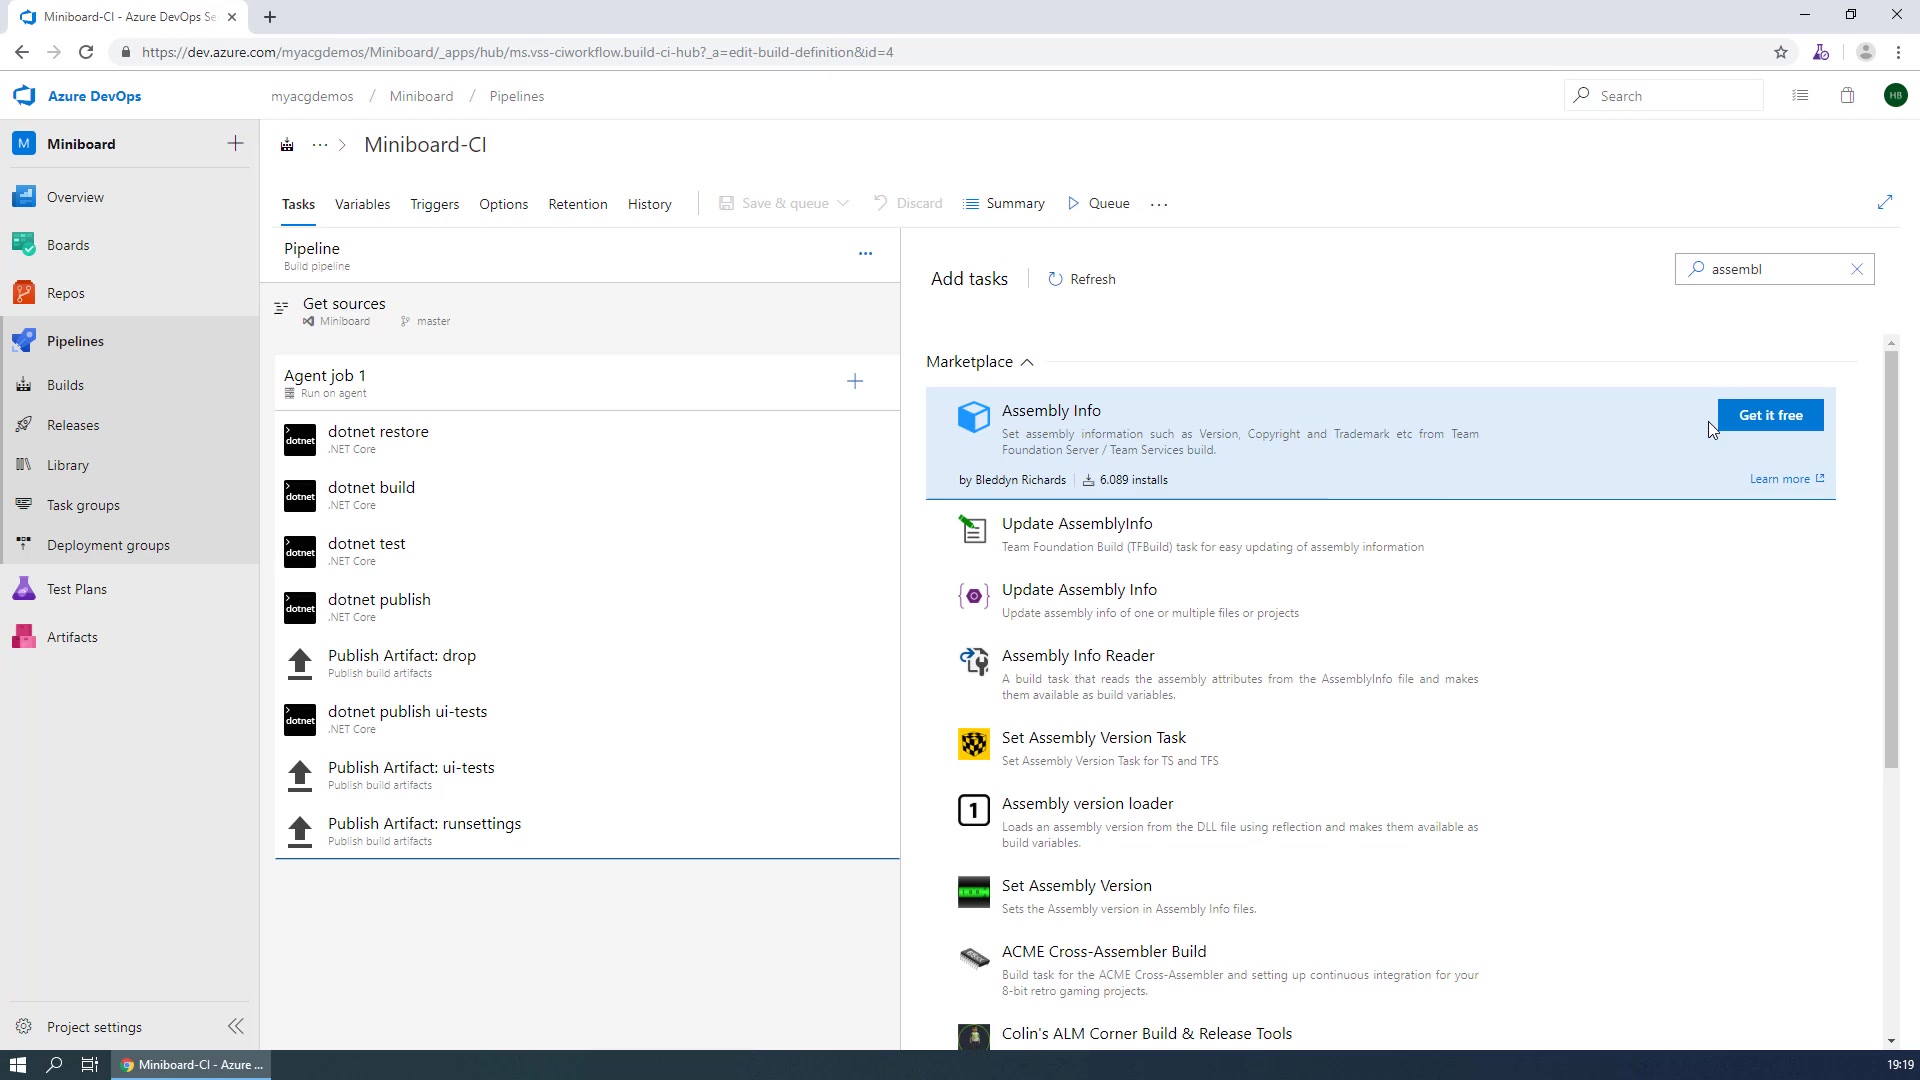 Miniboard-CI - Azure DevOps Se
https://dev.azure.com/myacgdemos/Miniboard/_apps/hub/ms.vss-ciworkflow.build-ci-hub?_a=edit-build-definition&id=4
Azure DevOps
myacgdemos / Miniboard / Pipelines
Search
HB
M Miniboard
Overview
Boards
Repos
Pipelines
Builds
Releases
Library
Task groups
Deployment groups
Test Plans
Artifacts
Project settings
... > Miniboard-CI
Tasks Variables Triggers Options Retention History Save & queue Discard Summary Queue ...
Pipeline
Build pipeline
...
Get sources
Miniboard master
Agent job 1
Run on agent
dotnet dotnet restore
.NET Core
dotnet dotnet build
.NET Core
dotnet dotnet test
.NET Core
dotnet dotnet publish
.NET Core
Publish Artifact: drop
Publish build artifacts
dotnet dotnet publish ui-tests
.NET Core
Publish Artifact: ui-tests
Publish build artifacts
Publish Artifact: runsettings
Publish build artifacts
Add tasks Refresh
assembl
Marketplace
Assembly Info
Get it free
Set assembly information such as Version, Copyright and Trademark etc from Team
Foundation Server / Team Services build.
by Bleddyn Richards 6.089 installs
Learn more
Update AssemblyInfo
Team Foundation Build (TFBuild) task for easy updating of assembly information
Update Assembly Info
Update assembly info of one or multiple files or projects
Assembly Info Reader
A build task that reads the assembly attributes from the AssemblyInfo file and makes
them available as build variables.
Set Assembly Version Task
Set Assembly Version Task for TS and TFS
1 Assembly version loader
Loads an assembly version from the DLL file using reflection and makes them available as
build variables.
Set Assembly Version
Sets the Assembly version in Assembly Info files.
ACME Cross-Assembler Build
Build task for the ACME Cross-Assembler and setting up continuous integration for your
8-bit retro gaming projects.
Colin's ALM Corner Build & Release Tools
Miniboard-CI - Azure ...
19:19